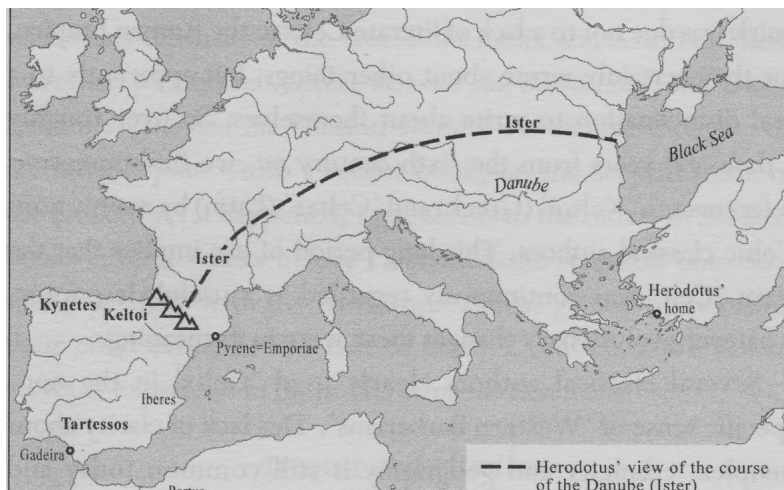 Ister
Black Sea
Danube
Ister
Kynetes
Keltoi
Herodotus'
home
Pyrene=Emporiae
Iberes
Tartessos
Gadeira
Herodotus' view of the course
of the Danube (Ister)